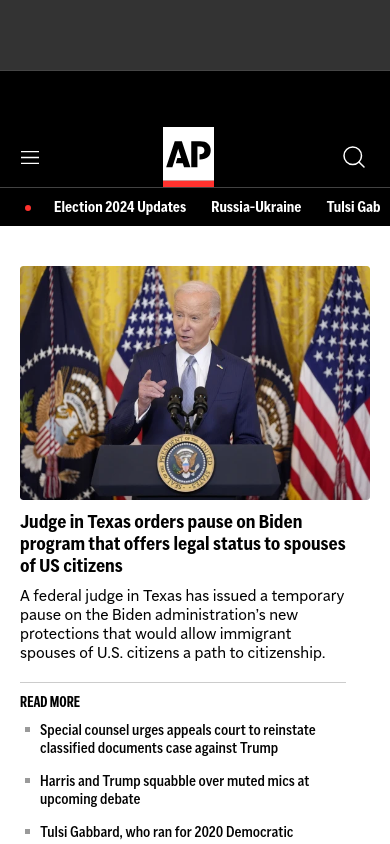 AP
Election 2024 Updates
Russia-Ukraine
Tulsi Gab
Judge in Texas orders pause on Biden
program that offers legal status to spouses
of US citizens
A federal judge in Texas has issued a temporary
pause on the Biden administration's new
protections that would allow immigrant
spouses of U.S. citizens a path to citizenship.
READ MORE
Special counsel urges appeals court to reinstate
classified documents case against Trump
Harris and Trump squabble over muted mics at
upcoming debate
Tulsi Gabbard, who ran for 2020 Democratic